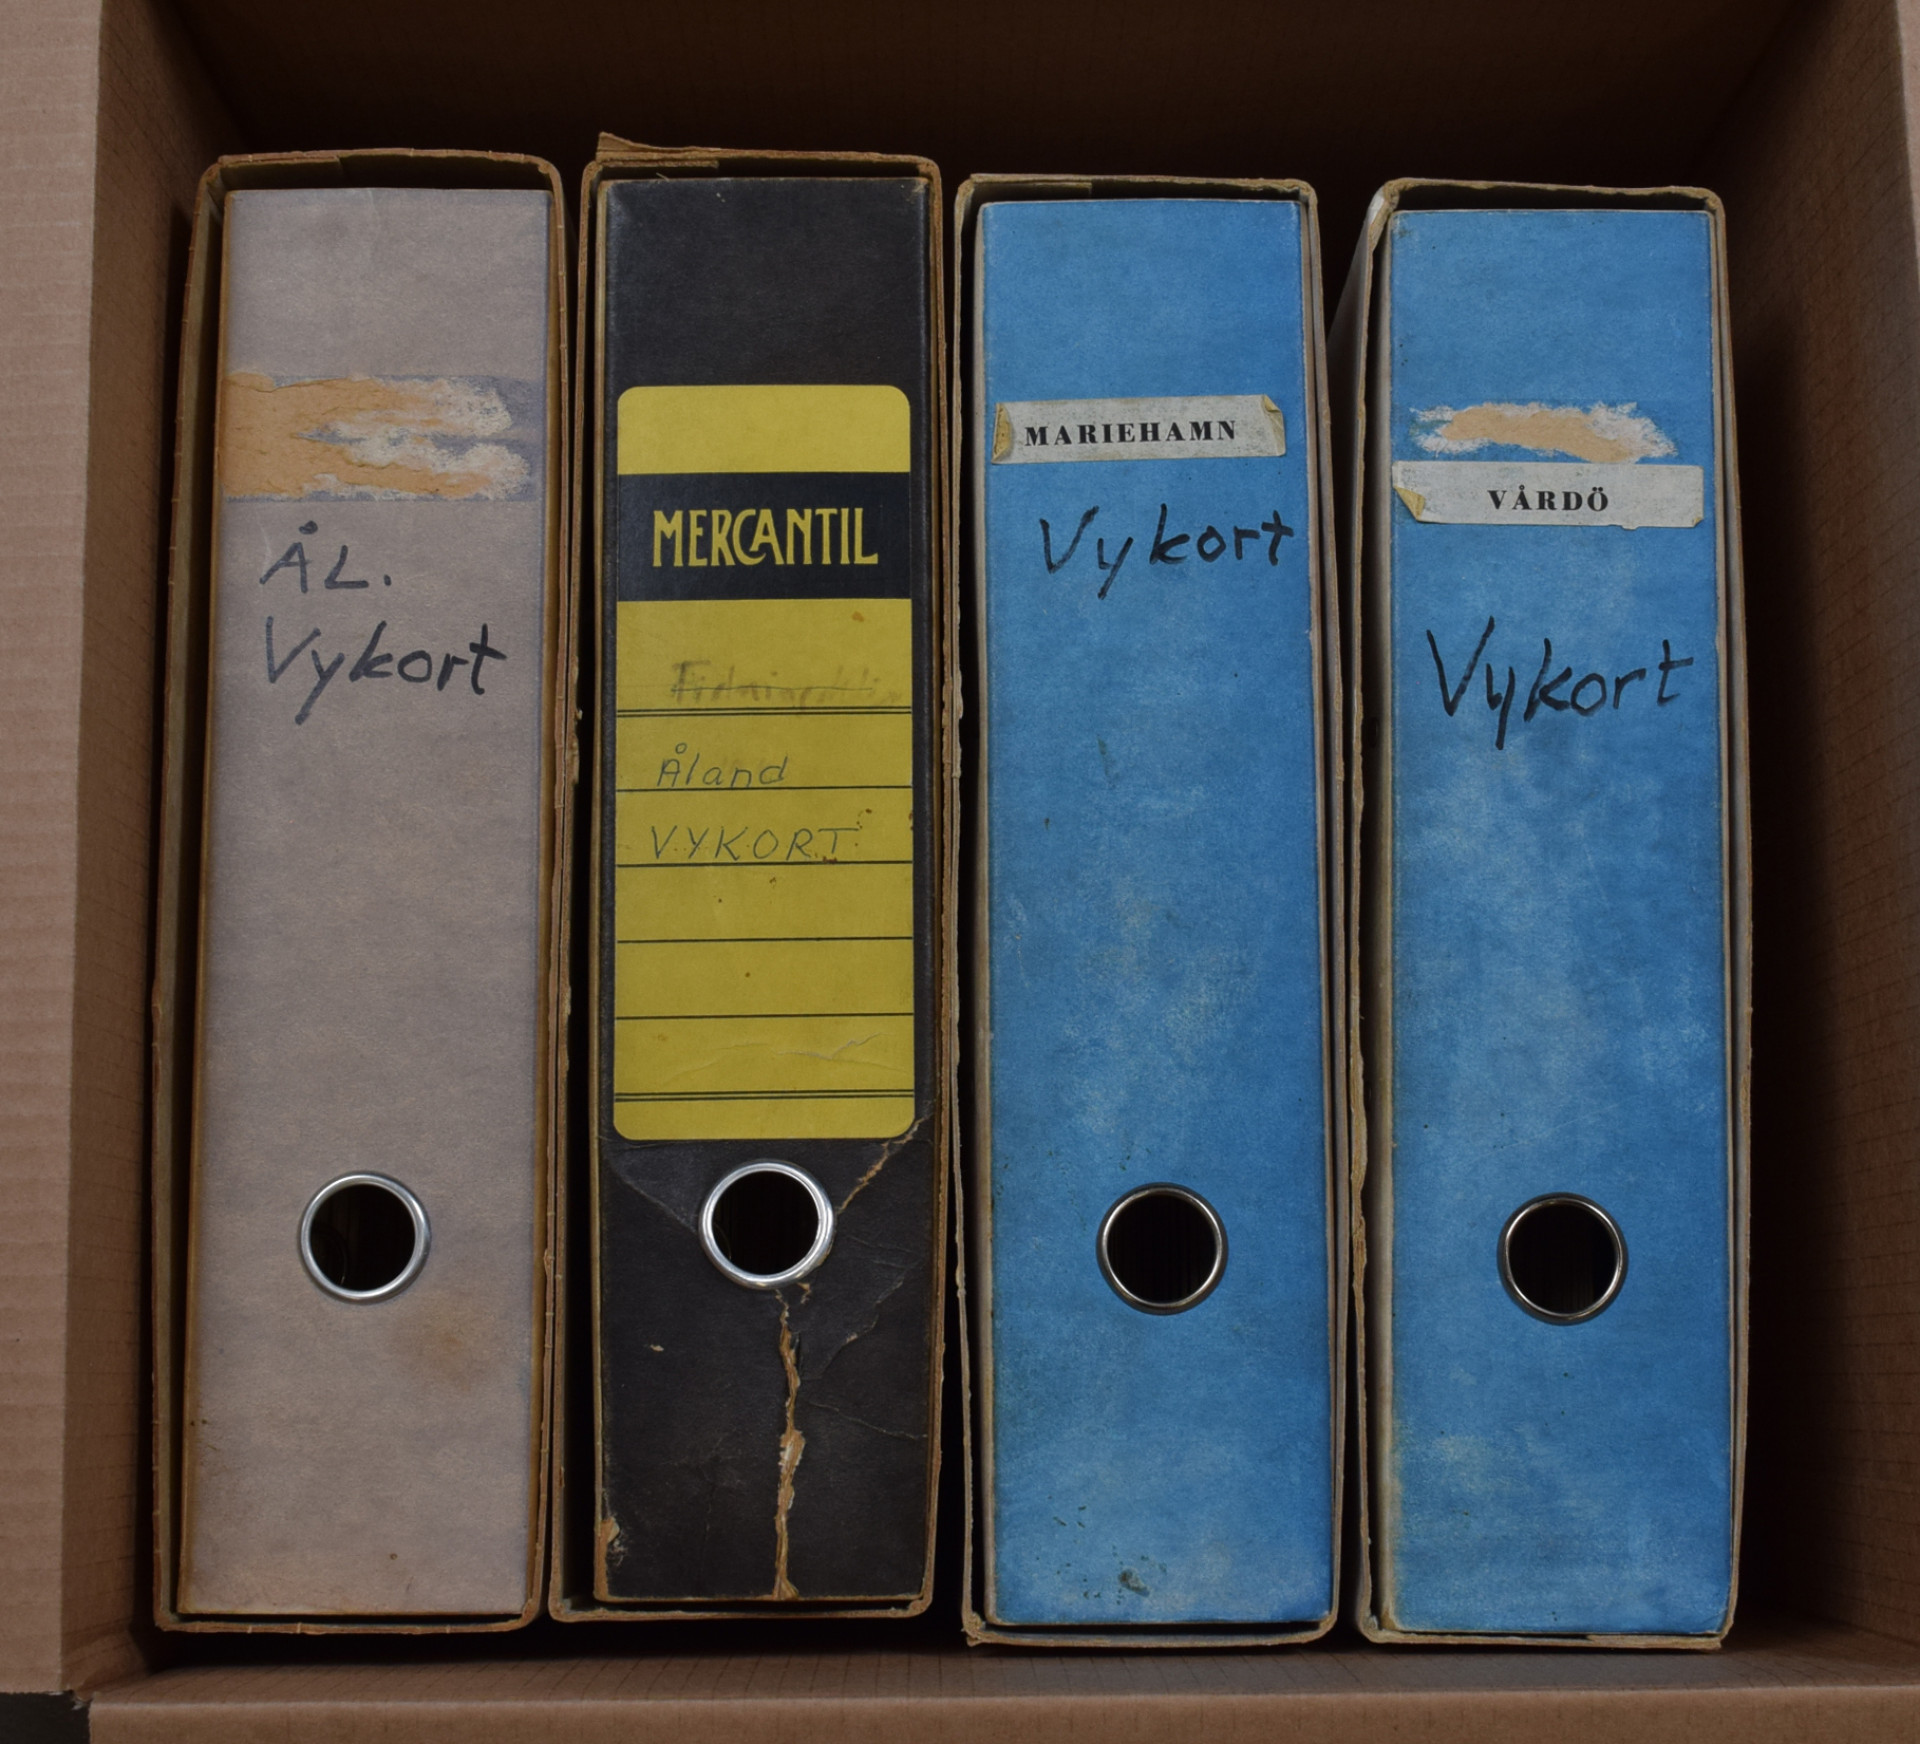 ÅL.
Vykort
MERCANTIL
Åland
VYKORT
MARIEHAMN
Vykort
VÅRDÖ
Vykort